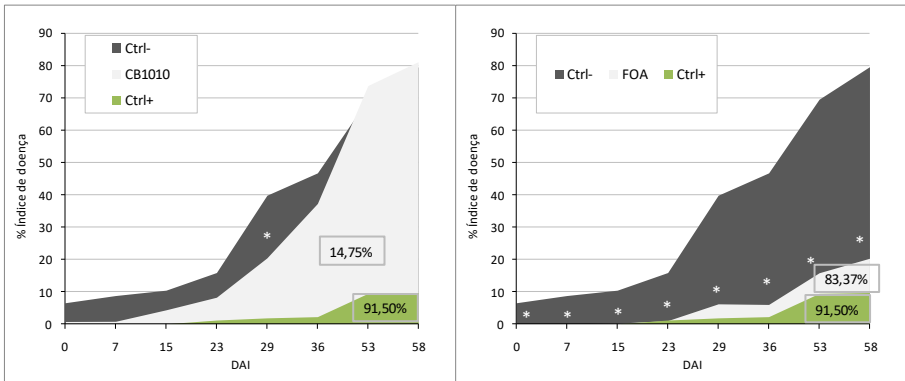 % Índice de doença
90
80
70
60
50
40
30
20
10
0
Ctrl-
CB1010
Ctrl+
*
14,75%
91,50%
0 7 15 23 29 36 53 58
DAI
% Índice de doença
90
80
70
60
50
40
30
20
10
0
Ctrl- FOA Ctrl+
* * * * * * * *
83,37%
91,50%
0 7 15 23 29 36 53 58
DAI